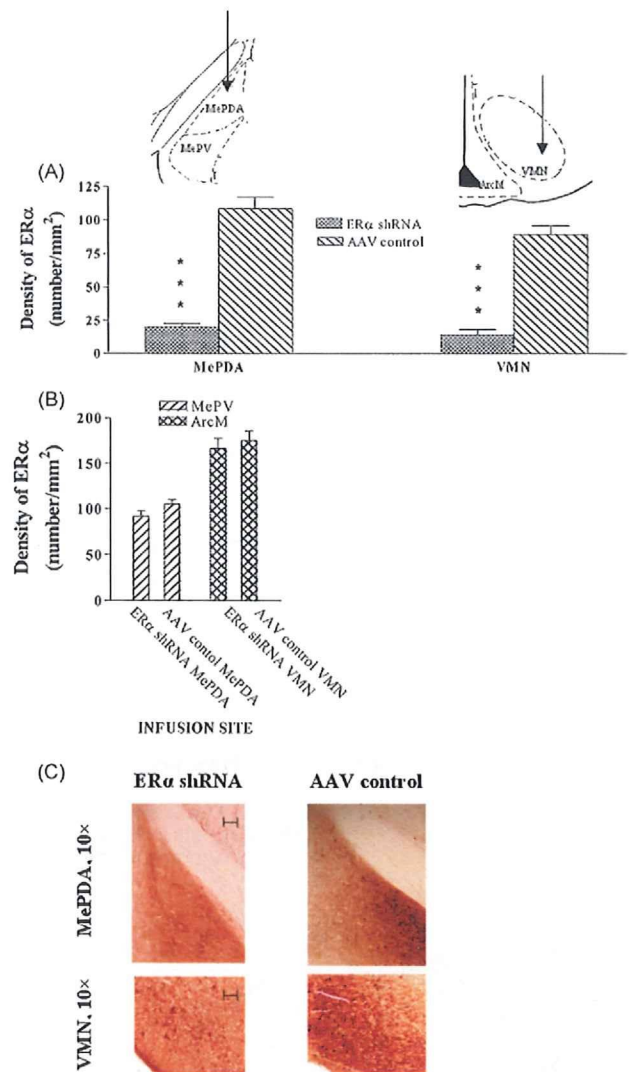 MePDA
MePV
VMN
ArcM
(A)
Density of ERα
(number/mm²)
125
100
75
50
25
0
ERα shRNA
AAV control
* * *
* * *
MePDA
VMN
(B)
Density of ERα
(number/mm²)
200
150
100
50
0
MePV
ArcM
ERα shRNA MePDA
AAV contol MePDA
ERα shRNA VMN
AAV control VMN
INFUSION SITE
(C)
ERα shRNA
AAV control
MePDA, 10×
VMN, 10×